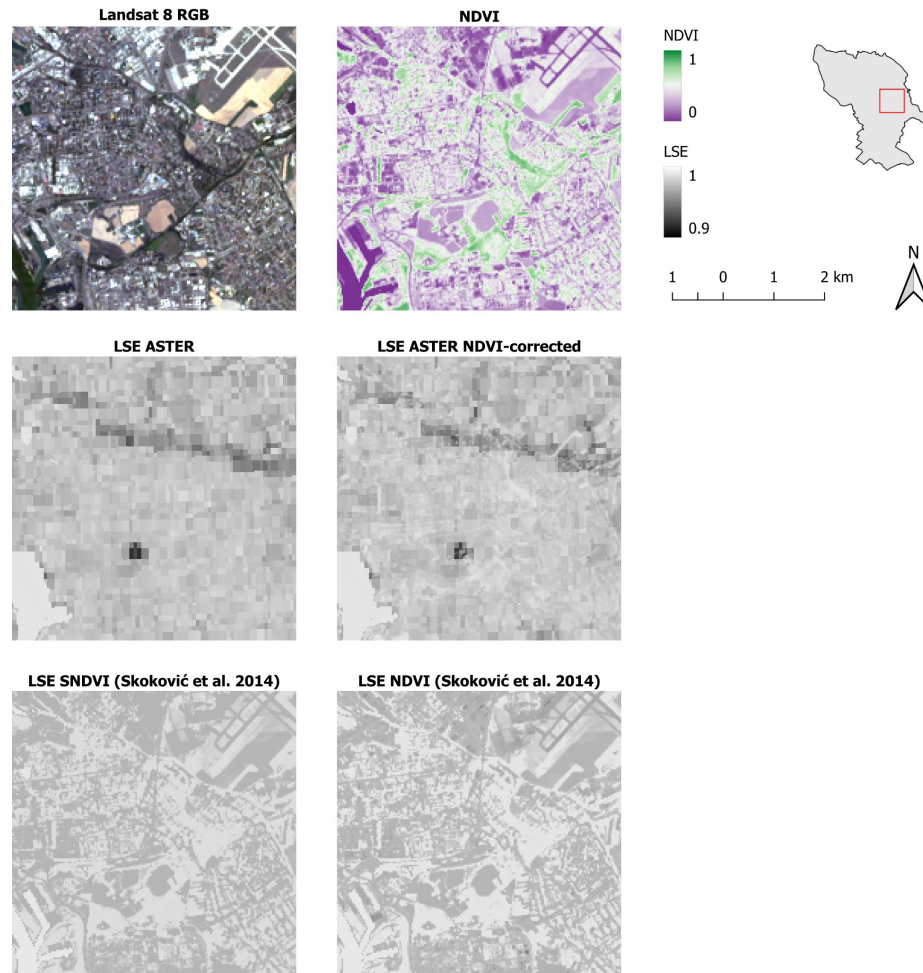 Landsat 8 RGB
NDVI
NDVI
1
0
LSE
1
0.9
N
1 0 1 2 km
LSE ASTER
LSE ASTER NDVI-corrected
LSE SNDVI (Skoković et al. 2014)
LSE NDVI (Skoković et al. 2014)